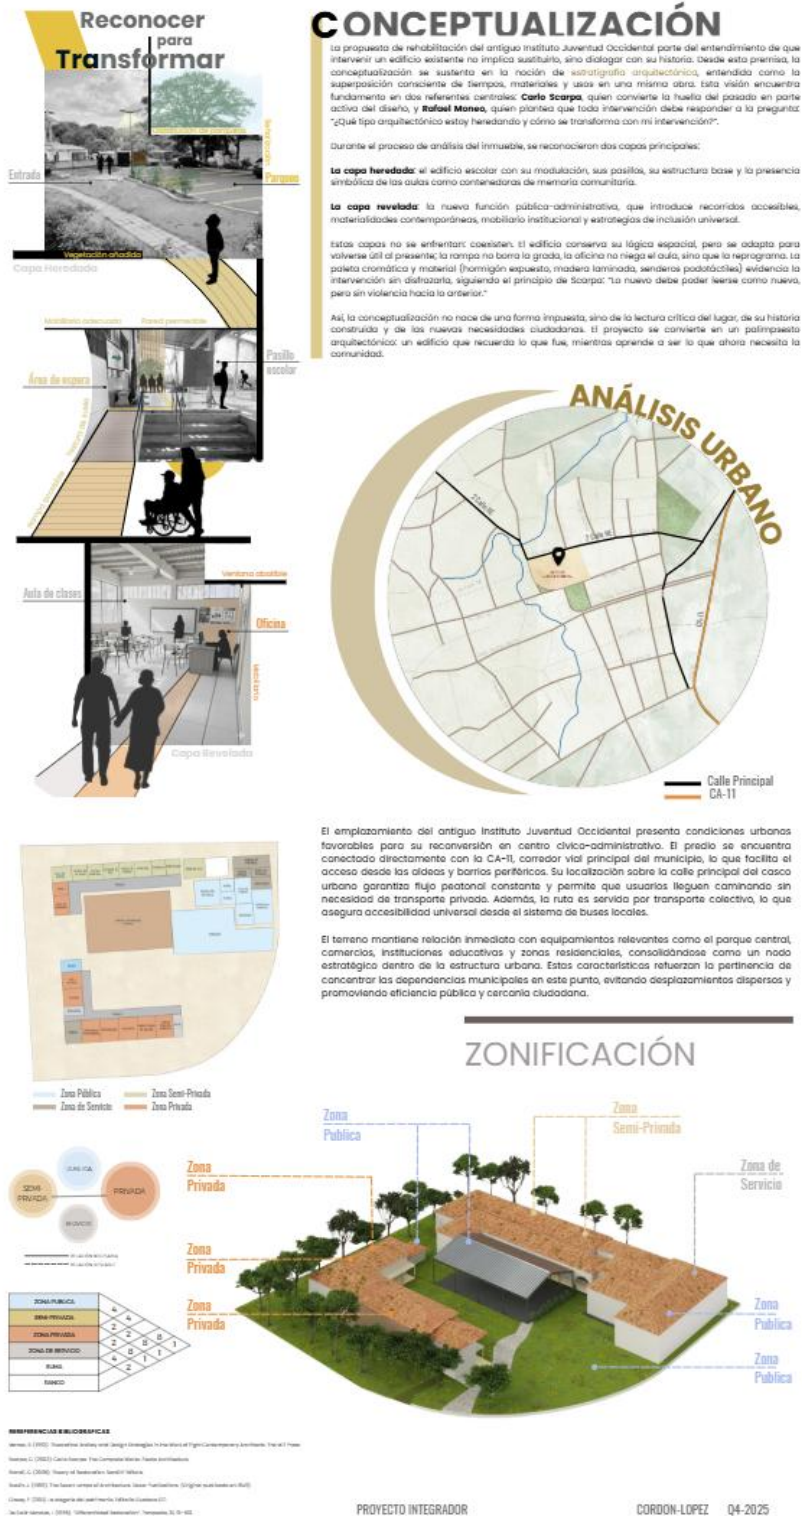 Reconocer
para
Transformar
Entrada
Parqueo
Vegetación añadida
Capa Heredada
Mobiliario adecuado
Pared permeable
Pasillo
escolar
Área de espera
Ventana abatible
Aula de clases
Oficina
Mobiliario
Capa Revelada
CONCEPTUALIZACIÓN
La propuesta de rehabilitación del antiguo Instituto Juventud Occidental parte del entendimiento de que
intervenir un edificio existente no implica sustituirlo, sino dialogar con su historia. Desde esta premisa, la
conceptualización se sustenta en la noción de estratigrafía arquitectónica, entendida como la
superposición consciente de tiempos, materiales y usos en una misma obra. Esta visión encuentra
fundamento en dos referentes centrales: Carlo Scarpa, quien convierte la huella del pasado en parte
activa del diseño, y Rafael Moneo, quien plantea que toda intervención debe responder a la pregunta:
"¿Qué tipo arquitectónico estoy heredando y cómo se transforma con mi intervención?".
Durante el proceso de análisis del inmueble, se reconocieron dos capas principales:
La capa heredada: el edificio escolar con su modulación, sus pasillos, su estructura base y la presencia
simbólica de las aulas como contenedoras de memoria comunitaria.
La capa revelada: la nueva función pública-administrativa, que introduce recorridos accesibles,
materialidades contemporáneas, mobiliario institucional y estrategias de inclusión universal.
Estas capas no se enfrentan: coexisten. El edificio conserva su lógica espacial, pero se adapta para
volverse útil al presente; la rampa no borra la grada, la oficina no niega el aula, sino que la reprograma. La
paleta cromática y material (hormigón expuesto, madera laminada, senderos podotáctiles) evidencia la
intervención sin disfrazarla, siguiendo el principio de Scarpa: "Lo nuevo debe poder leerse como nuevo,
pero sin violencia hacia lo anterior."
Así, la conceptualización no nace de una forma impuesta, sino de la lectura crítica del lugar, de su historia
construida y de las nuevas necesidades ciudadanas. El proyecto se convierte en un palimpsesto
arquitectónico: un edificio que recuerda lo que fue, mientras aprende a ser lo que ahora necesita la
comunidad.
ANÁLISIS URBANO
2 Calle SE
Calle Principal
CA-11
El emplazamiento del antiguo Instituto Juventud Occidental presenta condiciones urbanas
favorables para su reconversión en centro cívico-administrativo. El predio se encuentra
conectado directamente con la CA-11, corredor vial principal del municipio, lo que facilita el
acceso desde las aldeas y barrios periféricos. Su localización sobre la calle principal del casco
urbano garantiza flujo peatonal constante y permite que usuarios lleguen caminando sin
necesidad de transporte privado. Además, la ruta es servida por transporte colectivo, lo que
asegura accesibilidad universal desde el sistema de buses locales.
El terreno mantiene relación inmediata con equipamientos relevantes como el parque central,
comercios, instituciones educativas y zonas residenciales, consolidándose como un nodo
estratégico dentro de la estructura urbana. Estas características refuerzan la pertinencia de
concentrar las dependencias municipales en este punto, evitando desplazamientos dispersos y
promoviendo eficiencia pública y cercanía ciudadana.
Zona Pública
Zona Semi-Privada
Zona de Servicio
Zona Privada
ZONIFICACIÓN
Zona
Publica
Zona
Semi-Privada
Zona
Privada
Zona de
Servicio
Zona
Privada
Zona
Privada
Zona
Publica
Zona
Publica
SEMI-
PRIVADA
PUBLICA
PRIVADA
SERVICIO
ZONA PUBLICA
SEMI-PRIVADA
ZONA PRIVADA
ZONA DE SERVICIO
SUMA
RANGO
PROYECTO INTEGRADOR
CORDON-LOPEZ
Q4-2025